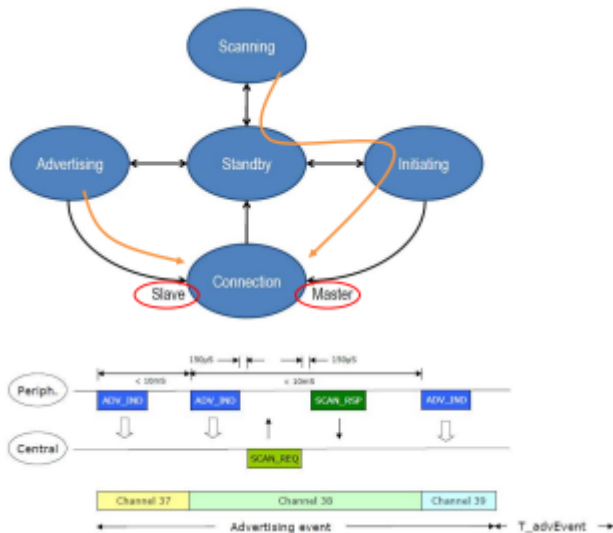 Scanning
Advertising
Standby
Initiating
Connection
Slave
Master
150µS
150µS
< 10mS
< 10mS
Periph.
ADV_IND
ADV_IND
SCAN_RSP
ADV_IND
Central
SCAN_REQ
Channel 37
Channel 38
Channel 39
Advertising event
T_advEvent